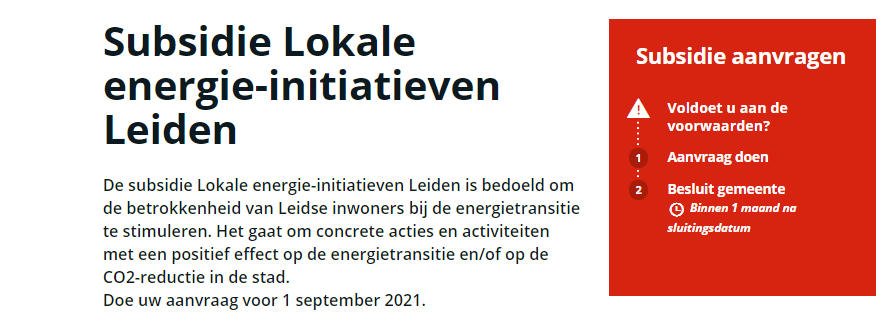 Subsidie Lokale
energie-initiatieven
Leiden
De subsidie Lokale energie-initiatieven Leiden is bedoeld om
de betrokkenheid van Leidse inwoners bij de energietransitie
te stimuleren. Het gaat om concrete acties en activiteiten
met een positief effect op de energietransitie en/of op de
CO2-reductie in de stad.
Doe uw aanvraag voor 1 september 2021.
Subsidie aanvragen
Voldoet u aan de
voorwaarden?
1 Aanvraag doen
2 Besluit gemeente
Binnen 1 maand na
sluitingsdatum